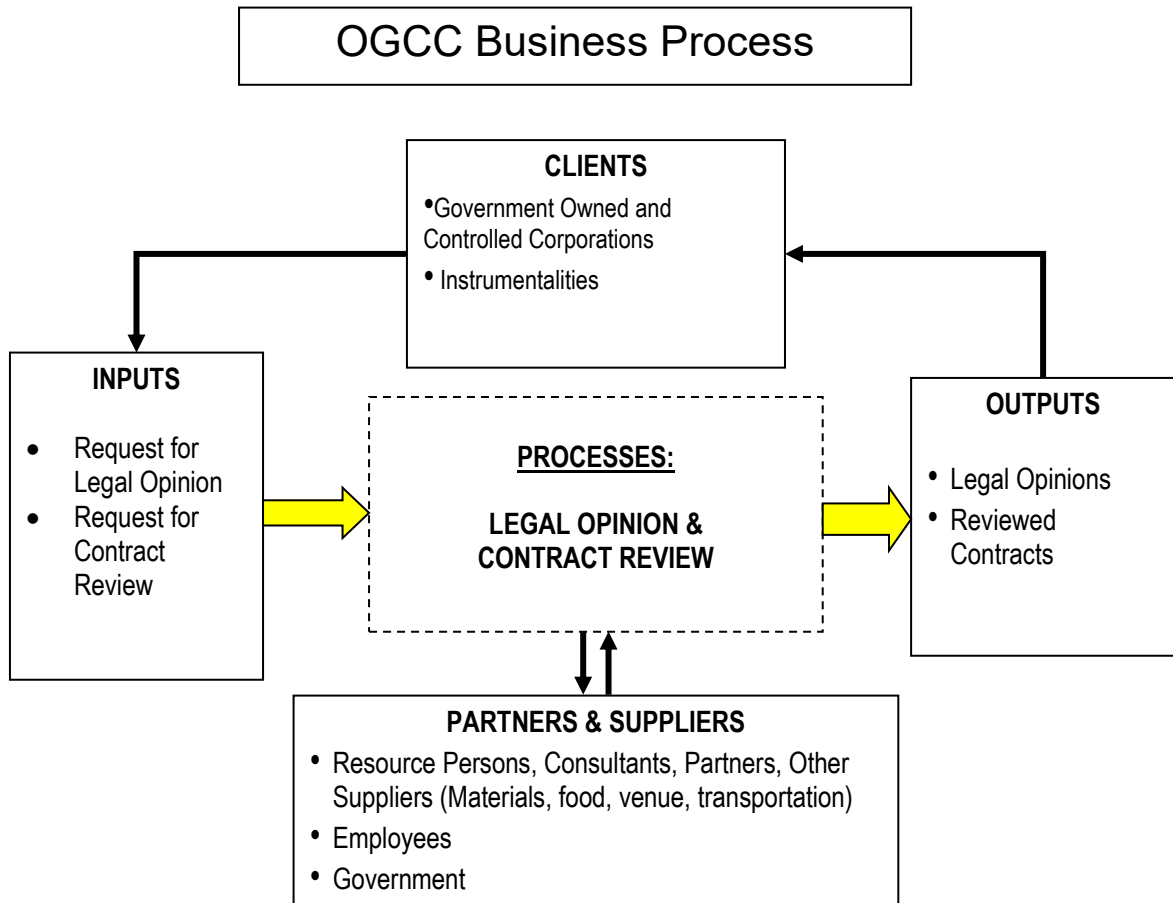 OGCC Business Process
CLIENTS
•Government Owned and
Controlled Corporations
• Instrumentalities
INPUTS
• Request for
Legal Opinion
• Request for
Contract
Review
PROCESSES:
LEGAL OPINION &
CONTRACT REVIEW
OUTPUTS
• Legal Opinions
• Reviewed
Contracts
PARTNERS & SUPPLIERS
• Resource Persons, Consultants, Partners, Other
Suppliers (Materials, food, venue, transportation)
• Employees
• Government